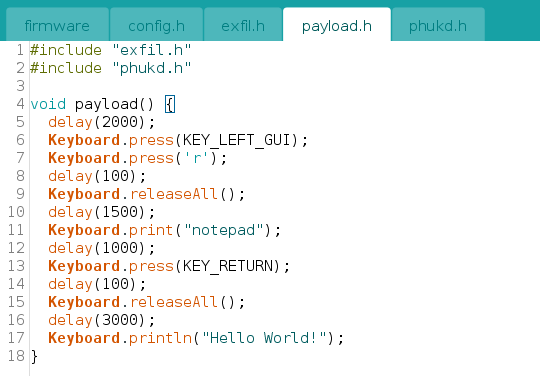 firmware config.h exfil.h payload.h phukd.h
1 #include "exfil.h"
2 #include "phukd.h"
3
4 void payload() {
5   delay(2000);
6   Keyboard.press(KEY_LEFT_GUI);
7   Keyboard.press('r');
8   delay(100);
9   Keyboard.releaseAll();
10   delay(1500);
11   Keyboard.print("notepad");
12   delay(1000);
13   Keyboard.press(KEY_RETURN);
14   delay(100);
15   Keyboard.releaseAll();
16   delay(3000);
17   Keyboard.println("Hello World!");
18 }